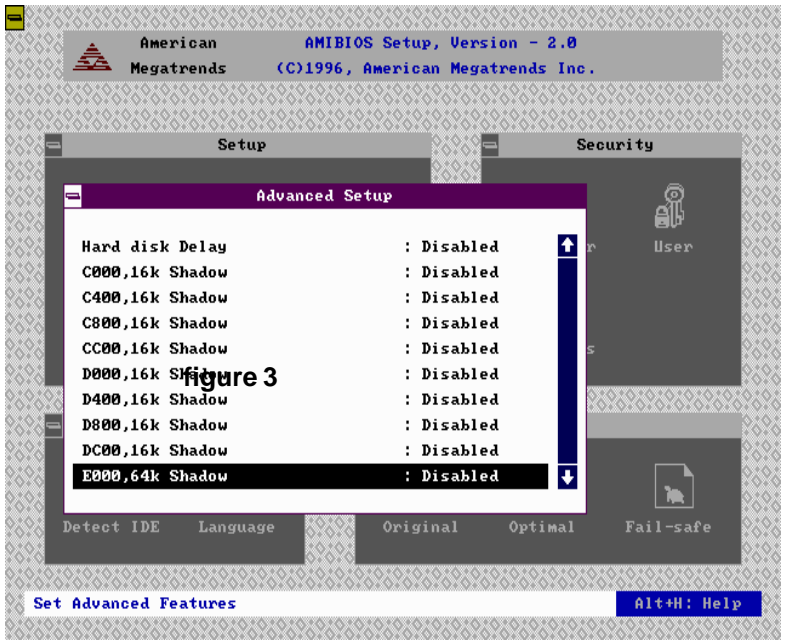 American AMIBIOS Setup, Version - 2.0
Megatrends (C)1996, American Megatrends Inc.
Setup
Security
Advanced Setup
Hard disk Delay : Disabled
r User
C000,16k Shadow : Disabled
C400,16k Shadow : Disabled
C800,16k Shadow : Disabled
CC00,16k Shadow : Disabled
s
D000,16k Shadow : Disabled
figure 3
D400,16k Shadow : Disabled
D800,16k Shadow : Disabled
DC00,16k Shadow : Disabled
E000,64k Shadow : Disabled
Detect IDE Language Original Optimal Fail-safe
Set Advanced Features Alt+H: Help